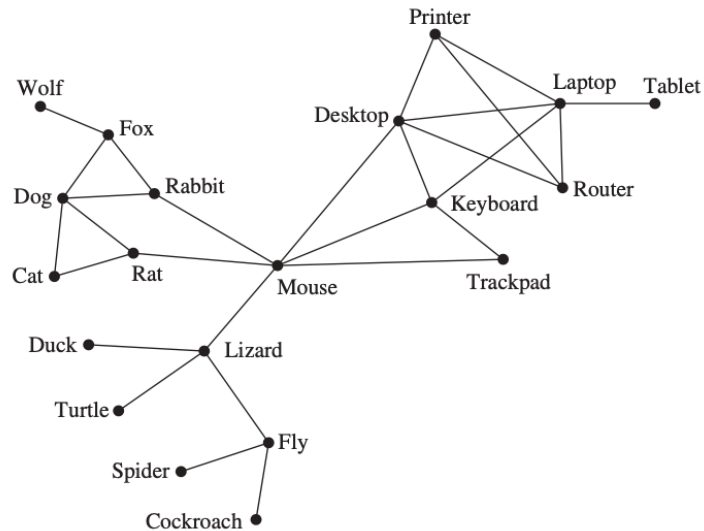 Printer
Wolf
Laptop
Tablet
Fox
Desktop
Dog
Rabbit
Router
Keyboard
Cat
Rat
Mouse
Trackpad
Duck
Lizard
Turtle
Fly
Spider
Cockroach